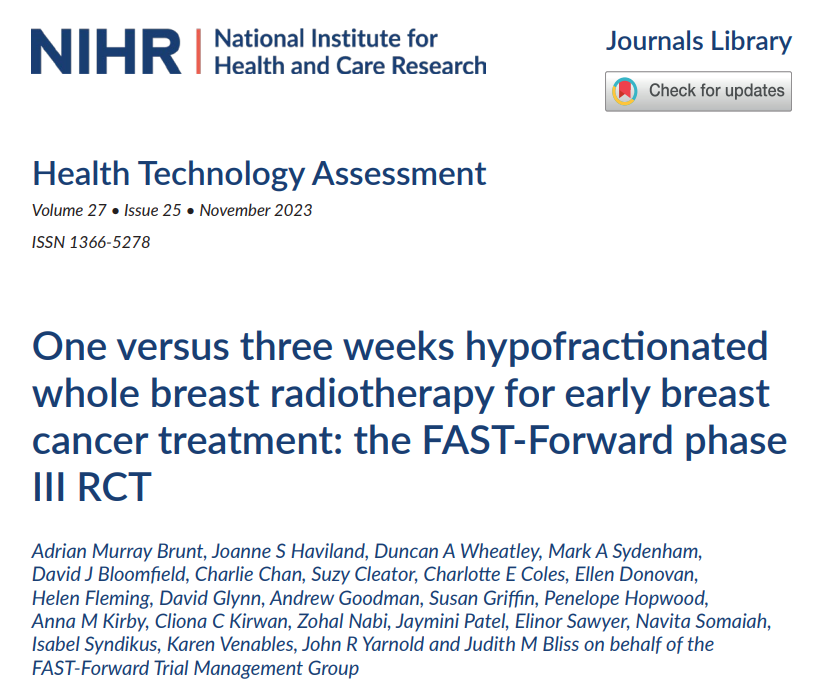 NIHR | National Institute for
Health and Care Research
Journals Library
Check for updates
Health Technology Assessment
Volume 27 • Issue 25 • November 2023
ISSN 1366-5278
One versus three weeks hypofractionated
whole breast radiotherapy for early breast
cancer treatment: the FAST-Forward phase
III RCT
Adrian Murray Brunt, Joanne S Haviland, Duncan A Wheatley, Mark A Sydenham,
David J Bloomfield, Charlie Chan, Suzy Cleator, Charlotte E Coles, Ellen Donovan,
Helen Fleming, David Glynn, Andrew Goodman, Susan Griffin, Penelope Hopwood,
Anna M Kirby, Cliona C Kirwan, Zohal Nabi, Jaymini Patel, Elinor Sawyer, Navita Somaiah,
Isabel Syndikus, Karen Venables, John R Yarnold and Judith M Bliss on behalf of the
FAST-Forward Trial Management Group